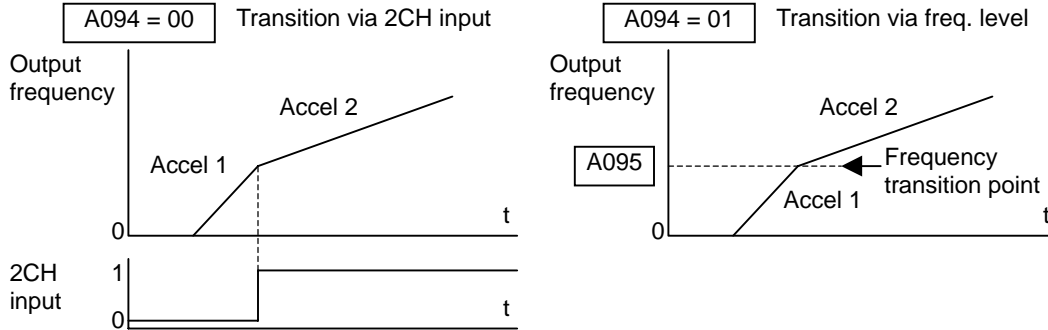 A094 = 00
Transition via 2CH input
Output
frequency
Accel 2
Accel 1
t
0
2CH
input
1
0
t
A094 = 01
Transition via freq. level
Output
frequency
Accel 2
A095
Frequency
transition point
Accel 1
t
0